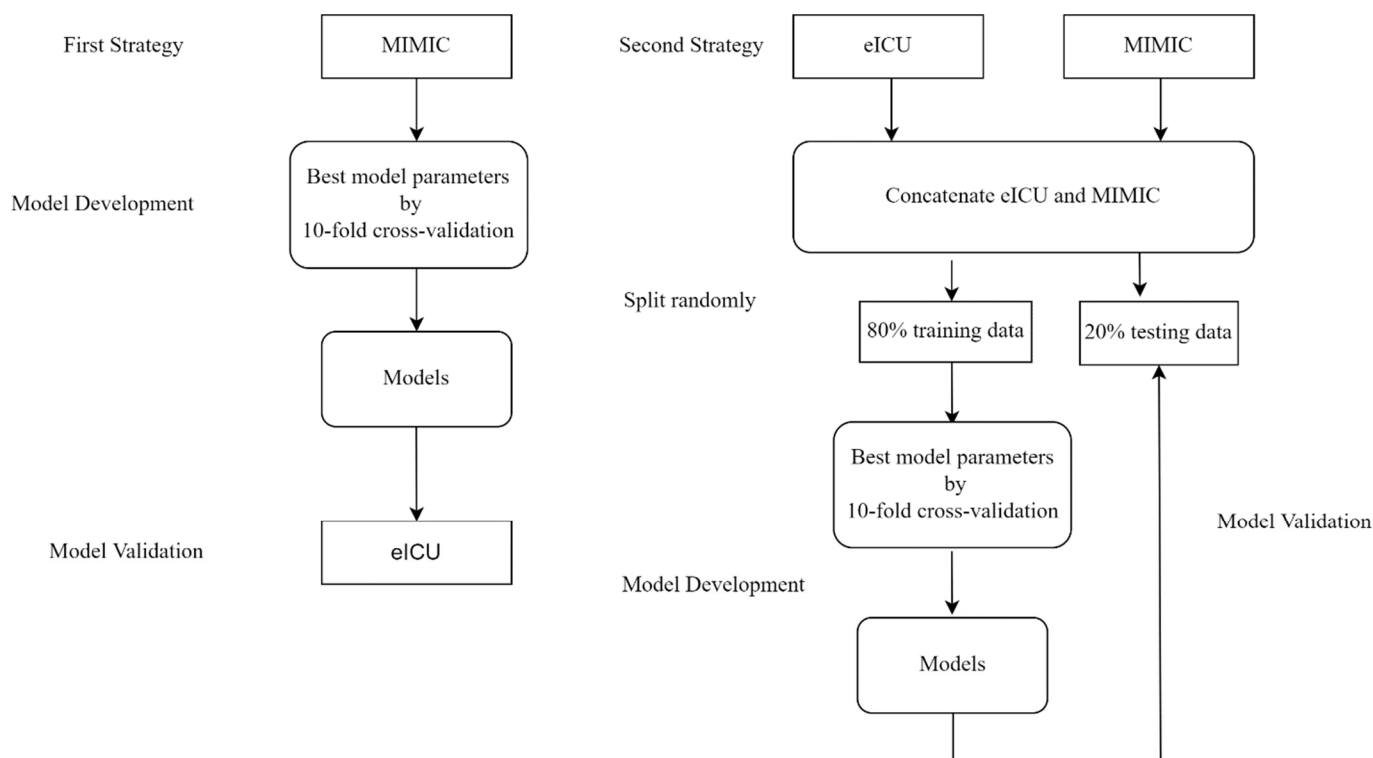 First Strategy
MIMIC
Model Development
Best model parameters
by
10-fold cross-validation
Models
Model Validation
eICU
Second Strategy
eICU
MIMIC
Concatenate eICU and MIMIC
Split randomly
80% training data
20% testing data
Best model parameters
by
10-fold cross-validation
Model Validation
Model Development
Models